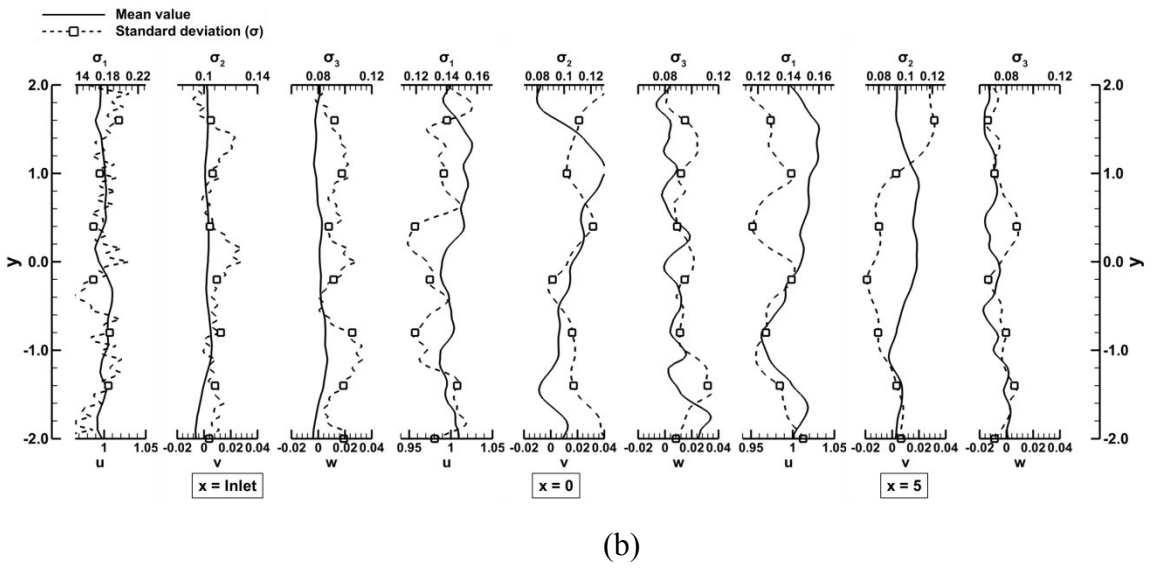 Mean value
Standard deviation (σ)
σ1 σ2 σ3 σ1 σ2 σ3 σ1 σ2 σ3
14 0.18 0.22 0.1 0.14 0.08 0.12 0.12 0.14 0.16 0.08 0.1 0.12 0.08 0.12 0.12 0.14 0.16 0.08 0.1 0.12 0.08 0.12
2.0 2.0
1.0 1.0
y 0.0 0.0 y
-1.0 -1.0
-2.0 -2.0
1 1.05 -0.02 0 0.02 0.04 -0.02 0 0.02 0.04 0.95 1 1.05 -0.02 0 0.02 0.04 -0.02 0 0.02 0.04 0.95 1 1.05 -0.02 0 0.02 0.04 -0.02 0 0.02 0.04
u v w u v w u v w
x = Inlet x = 0 x = 5
(b)